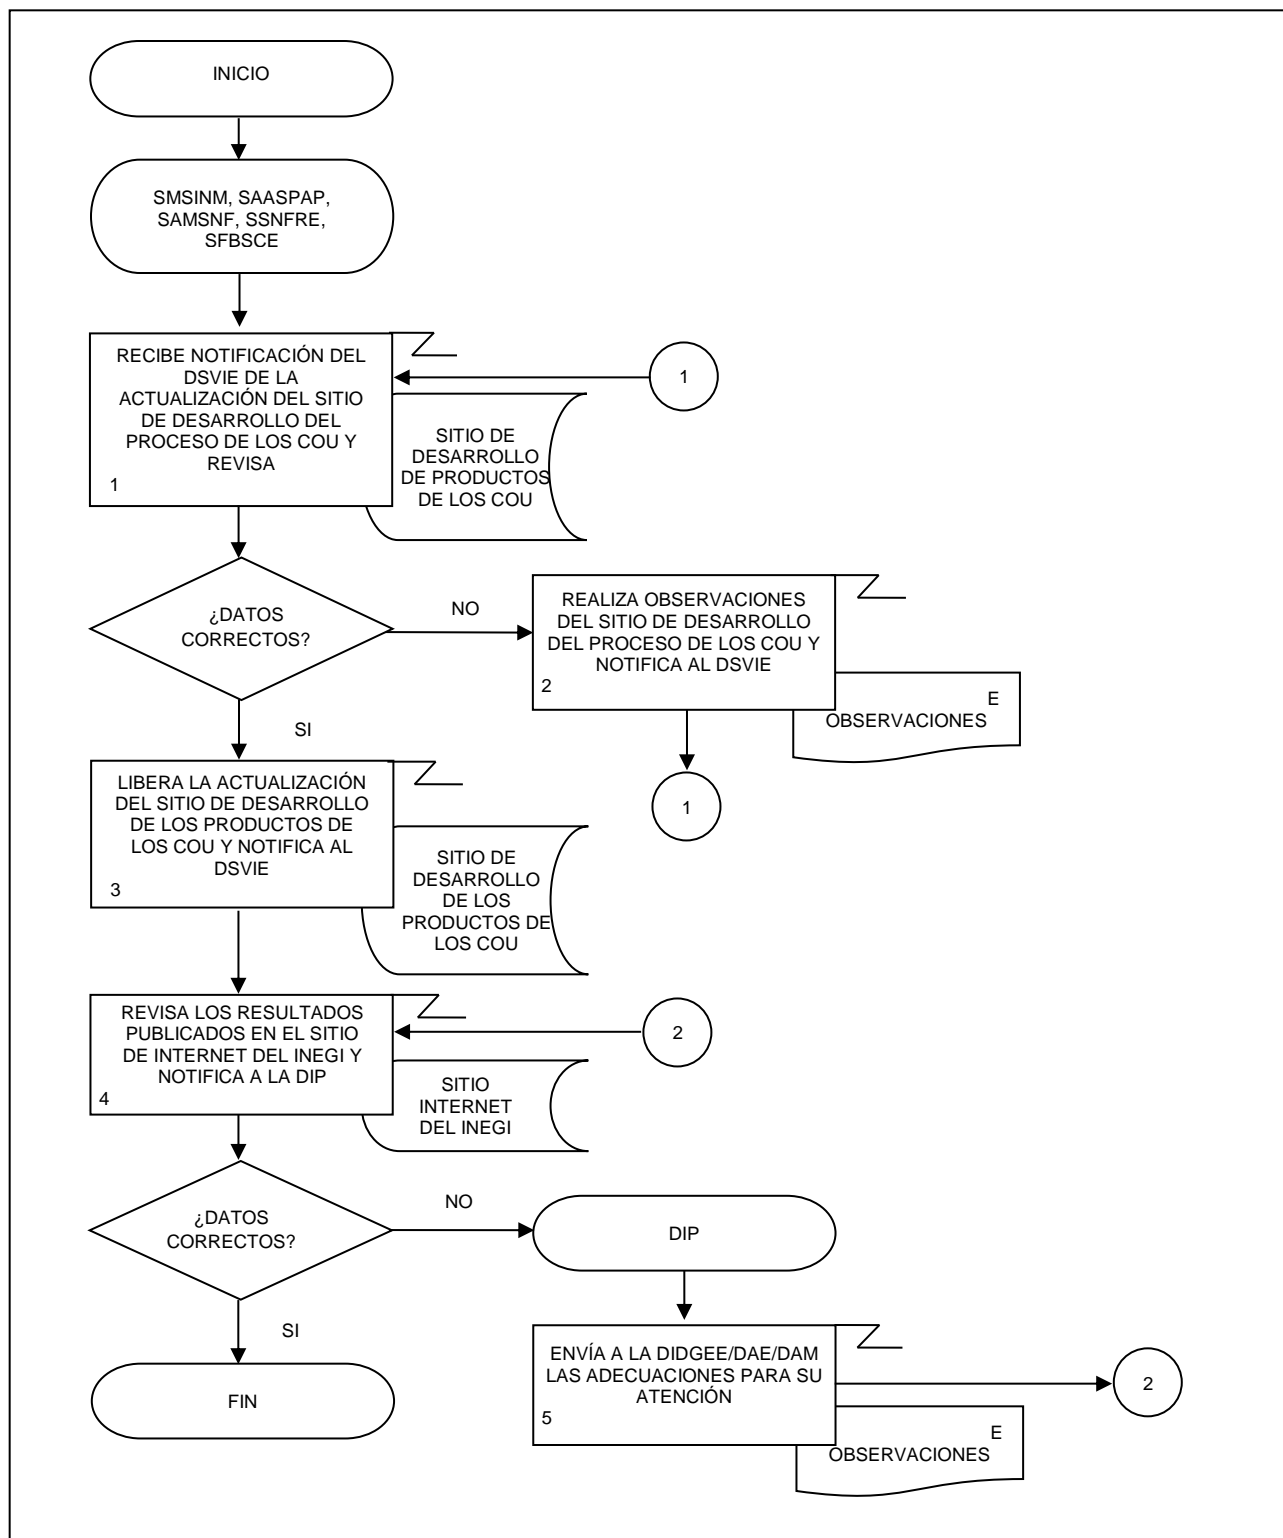 INICIO
SMSINM, SAASPAP,
SAMSNF, SSNFRE,
SFBSCE
RECIBE NOTIFICACIÓN DEL
DSVIE DE LA
ACTUALIZACIÓN DEL SITIO
DE DESARROLLO DEL
PROCESO DE LOS COU Y
REVISA
1
1
SITIO DE
DESARROLLO
DE PRODUCTOS
DE LOS COU
¿DATOS
CORRECTOS?
NO
REALIZA OBSERVACIONES
DEL SITIO DE DESARROLLO
DEL PROCESO DE LOS COU Y
NOTIFICA AL DSVIE
2
E
OBSERVACIONES
1
SI
LIBERA LA ACTUALIZACIÓN
DEL SITIO DE DESARROLLO
DE LOS PRODUCTOS DE
LOS COU Y NOTIFICA AL
DSVIE
3
SITIO DE
DESARROLLO
DE LOS
PRODUCTOS DE
LOS COU
REVISA LOS RESULTADOS
PUBLICADOS EN EL SITIO
DE INTERNET DEL INEGI Y
NOTIFICA A LA DIP
4
2
SITIO
INTERNET
DEL INEGI
¿DATOS
CORRECTOS?
NO
DIP
SI
FIN
ENVÍA A LA DIDGEE/DAE/DAM
LAS ADECUACIONES PARA SU
ATENCIÓN
5
2
E
OBSERVACIONES